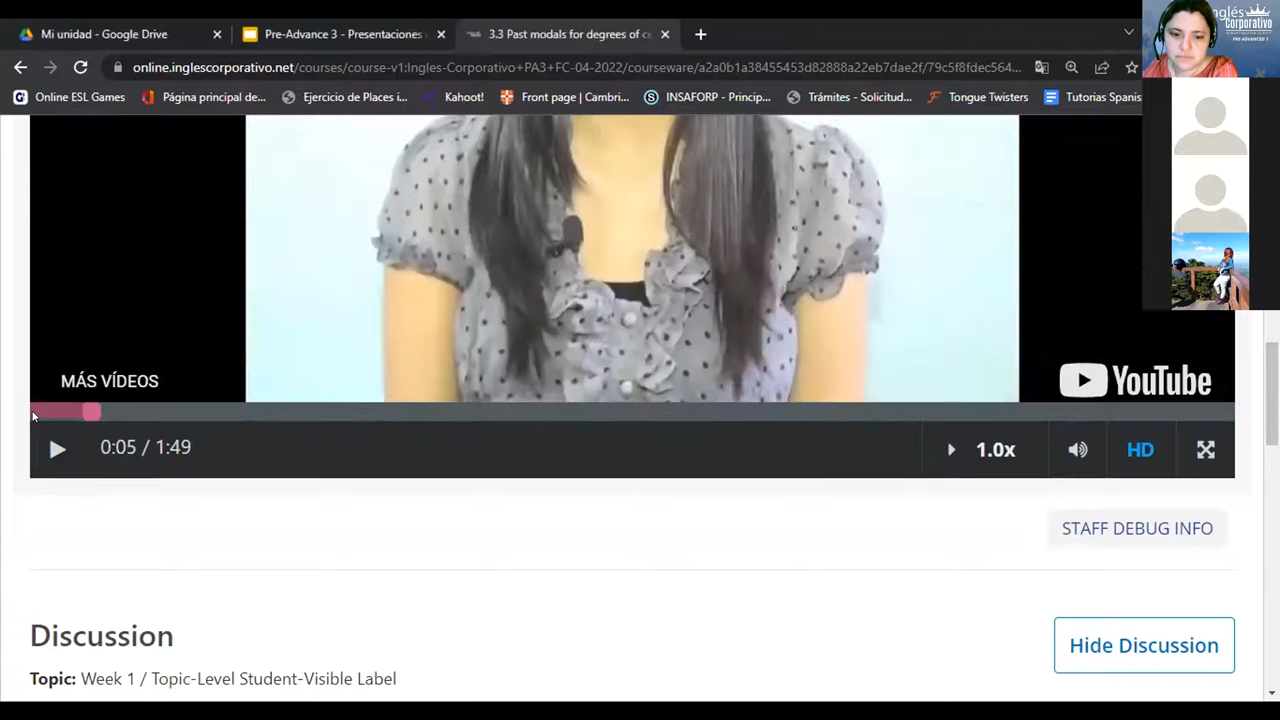 Mi unidad - Google Drive
Pre-Advance 3 - Presentaciones
3.3 Past modals for degrees of ce
online.inglescorporativo.net/courses/course-v1:Ingles-Corporativo+PA3+FC-04-2022/courseware/a2a0b1a38455453d82888a22eb7dae2f/79c5f8fdec564...
Online ESL Games
Página principal de...
Ejercicio de Places i...
Kahoot!
Front page | Cambri...
INSAFORP - Princip...
Trámites - Solicitud...
Tongue Twisters
Tutorias Spanis
Inglés
Corporativo
PRE-ADVANCED 1
MÁS VÍDEOS
YouTube
0:05 / 1:49
1.0x
HD
STAFF DEBUG INFO
Discussion
Hide Discussion
Topic: Week 1 / Topic-Level Student-Visible Label